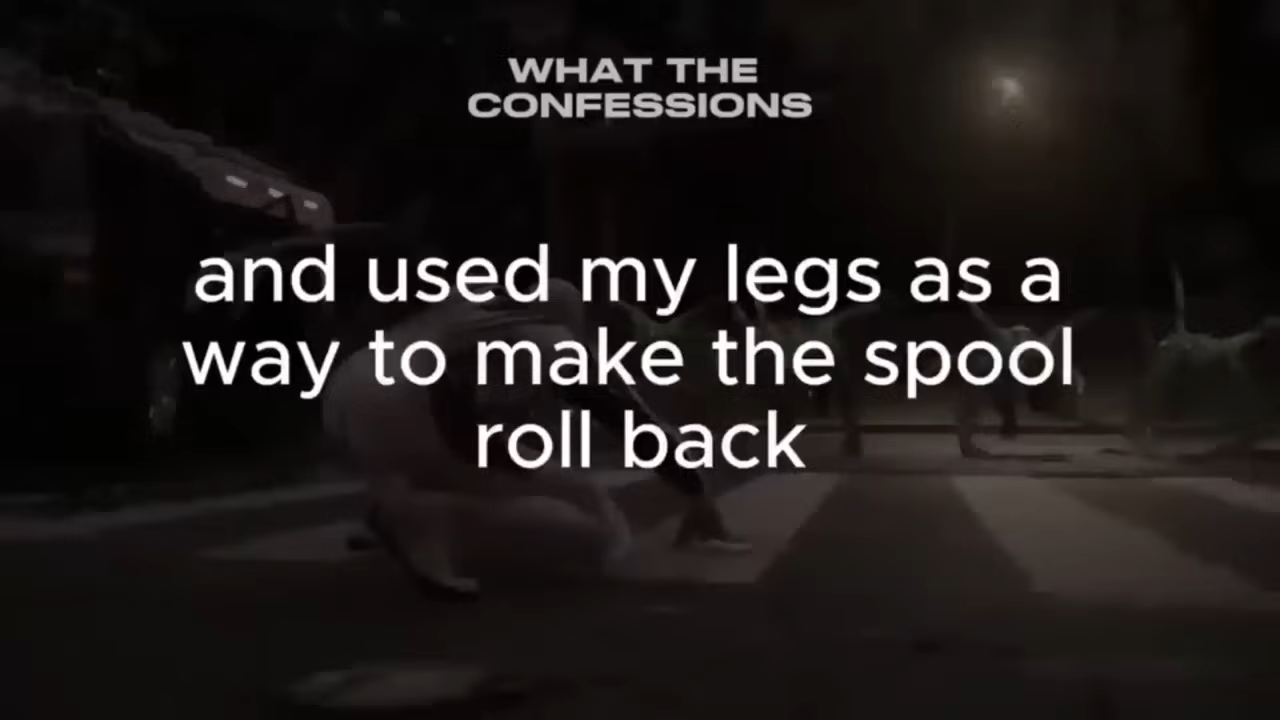 WHAT THE
CONFESSIONS
and used my legs as a
way to make the spool
roll back